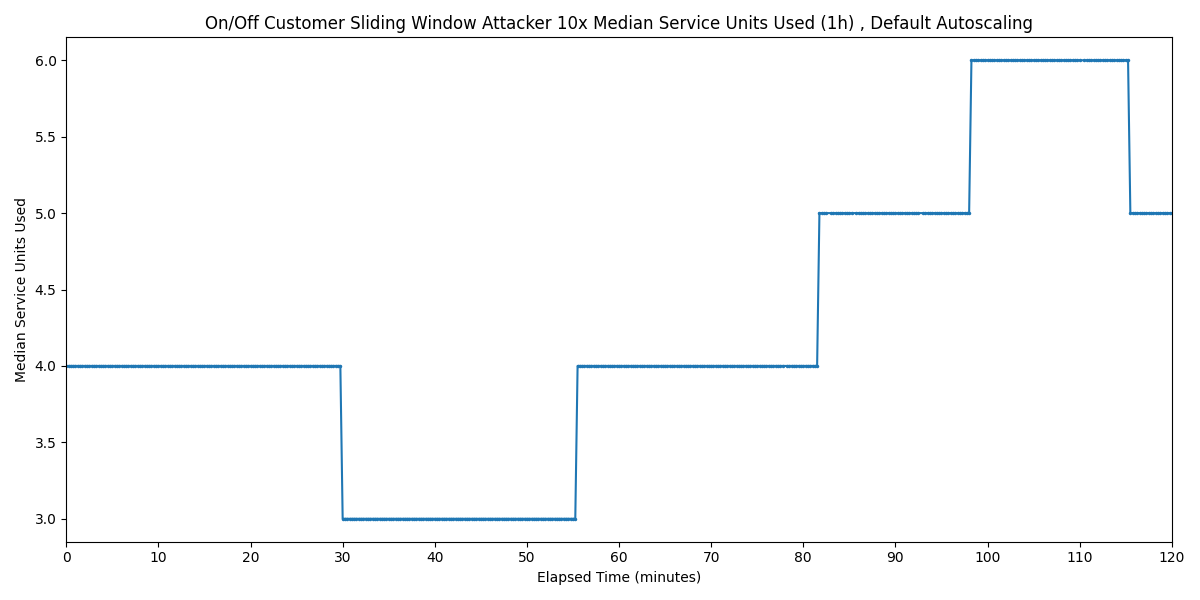 On/Off Customer Sliding Window Attacker 10x Median Service Units Used (1h) , Default Autoscaling
6.0
5.5
5.0
4.5
4.0
3.5
3.0
Median Service Units Used
0 10 20 30 40 50 60 70 80 90 100 110 120
Elapsed Time (minutes)